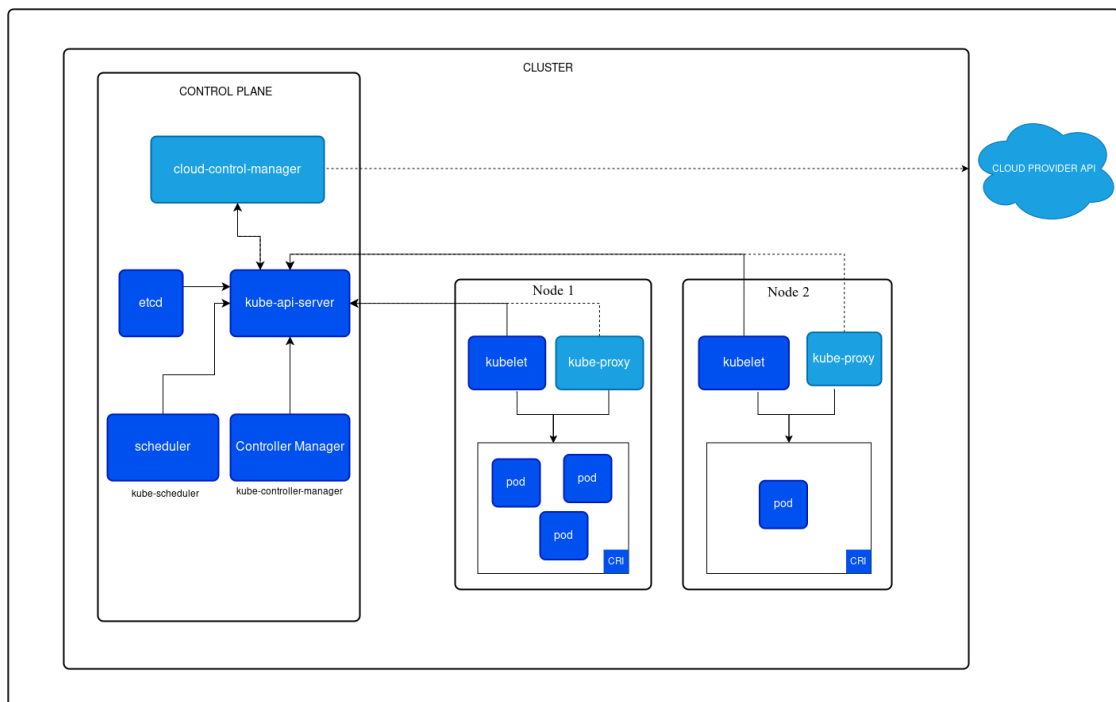 CLUSTER
CONTROL PLANE
cloud-control-manager
CLOUD PROVIDER API
etcd
kube-api-server
scheduler
kube-scheduler
Controller Manager
kube-controller-manager
Node 1
kubelet
kube-proxy
pod
pod
pod
CRI
Node 2
kubelet
kube-proxy
pod
CRI